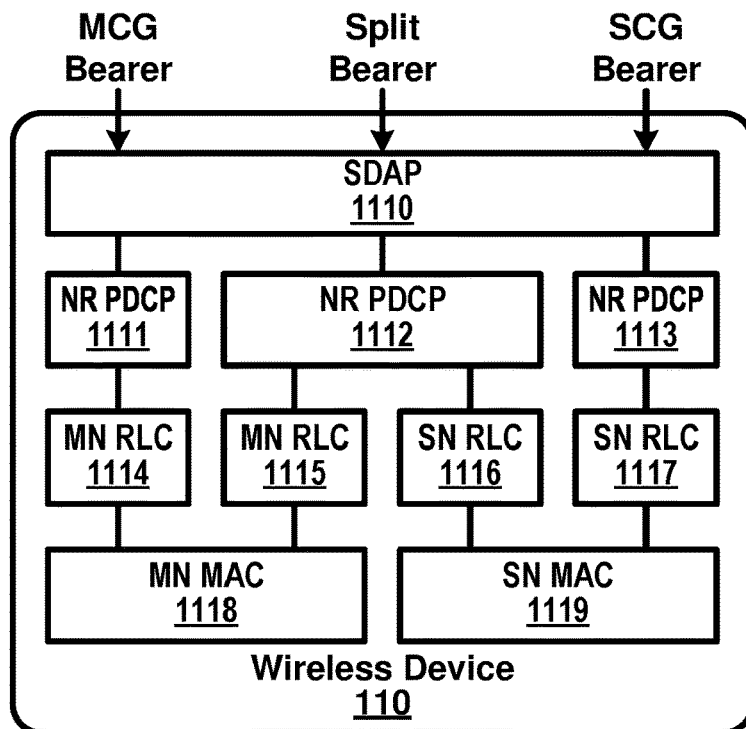 MCG Bearer
Split Bearer
SCG Bearer
SDAP
1110
NR PDCP
1111
NR PDCP
1112
NR PDCP
1113
MN RLC
1114
MN RLC
1115
SN RLC
1116
SN RLC
1117
MN MAC
1118
SN MAC
1119
Wireless Device
110